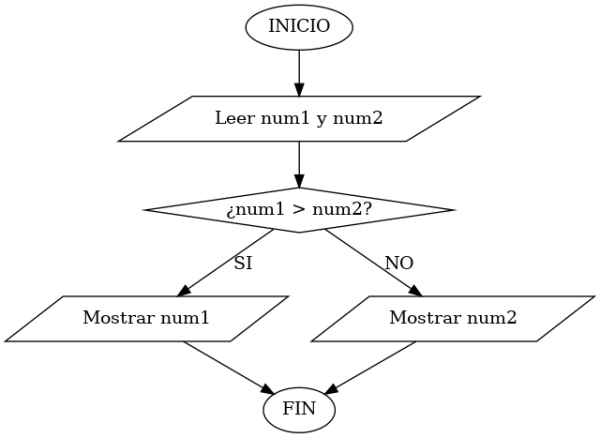 INICIO
Leer num1 y num2
¿num1 > num2?
SI
NO
Mostrar num1
Mostrar num2
FIN